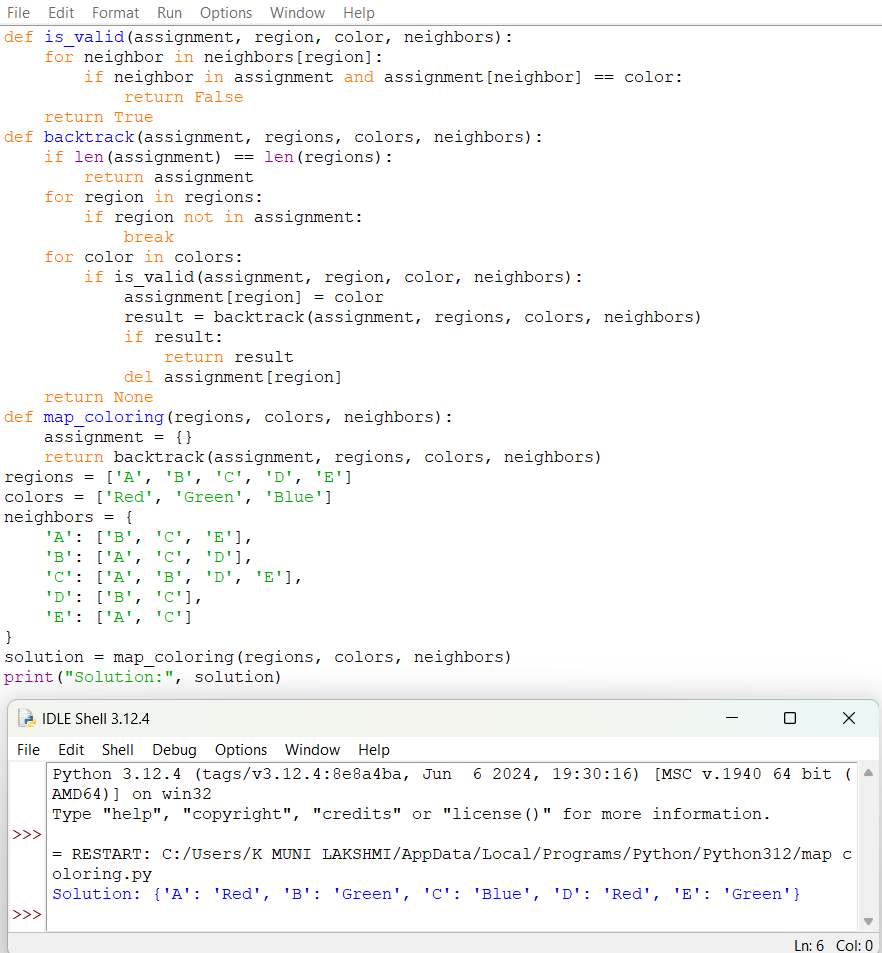 File Edit Format Run Options Window Help
def is_valid(assignment, region, color, neighbors):
    for neighbor in neighbors[region]:
        if neighbor in assignment and assignment[neighbor] == color:
            return False
    return True
def backtrack(assignment, regions, colors, neighbors):
    if len(assignment) == len(regions):
        return assignment
    for region in regions:
        if region not in assignment:
            break
    for color in colors:
        if is_valid(assignment, region, color, neighbors):
            assignment[region] = color
            result = backtrack(assignment, regions, colors, neighbors)
            if result:
                return result
            del assignment[region]
    return None
def map_coloring(regions, colors, neighbors):
    assignment = {}
    return backtrack(assignment, regions, colors, neighbors)
regions = ['A', 'B', 'C', 'D', 'E']
colors = ['Red', 'Green', 'Blue']
neighbors = {
    'A': ['B', 'C', 'E'],
    'B': ['A', 'C', 'D'],
    'C': ['A', 'B', 'D', 'E'],
    'D': ['B', 'C'],
    'E': ['A', 'C']
}
solution = map_coloring(regions, colors, neighbors)
print("Solution:", solution)
IDLE Shell 3.12.4
File Edit Shell Debug Options Window Help
Python 3.12.4 (tags/v3.12.4:8e8a4ba, Jun  6 2024, 19:30:16) [MSC v.1940 64 bit (
AMD64)] on win32
Type "help", "copyright", "credits" or "license()" for more information.
>>>
= RESTART: C:/Users/K MUNI LAKSHMI/AppData/Local/Programs/Python/Python312/map c
oloring.py
Solution: {'A': 'Red', 'B': 'Green', 'C': 'Blue', 'D': 'Red', 'E': 'Green'}
>>>
Ln: 6 Col: 0